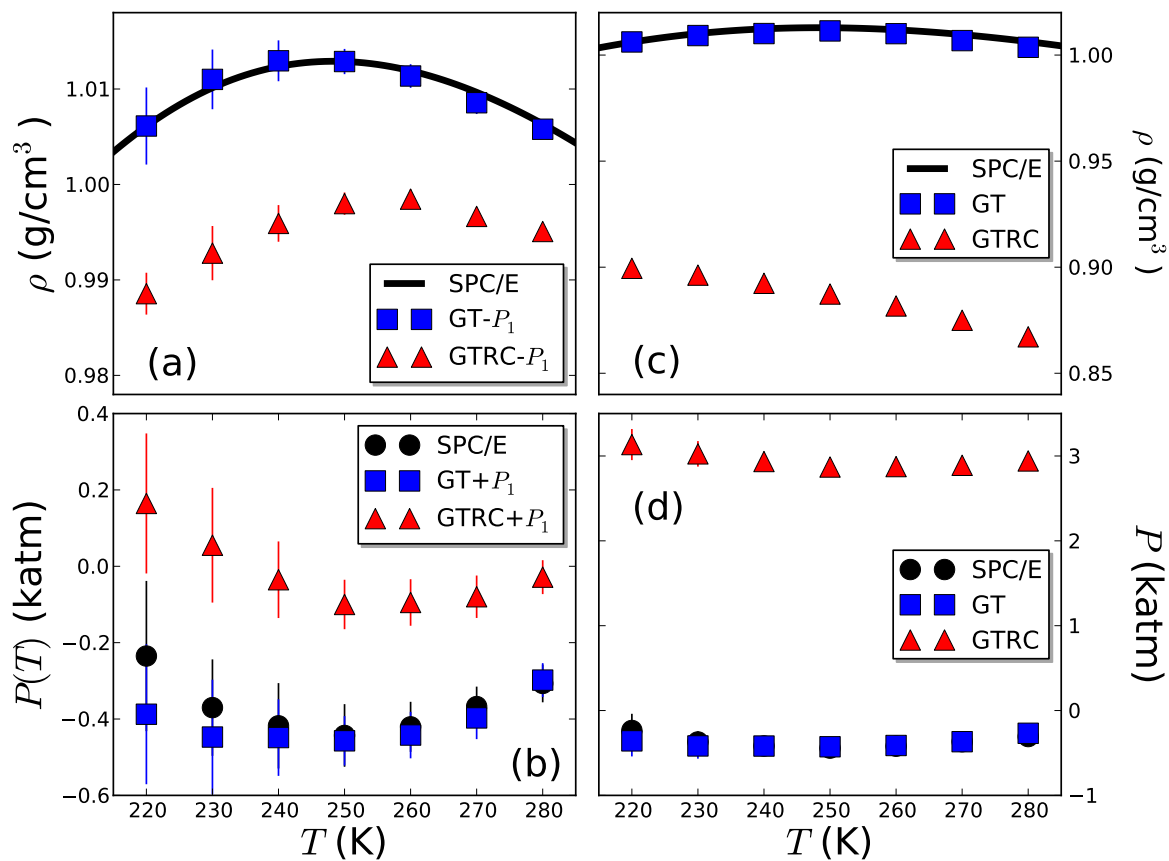 1.01
1.00
0.99
0.98
ρ (g/cm³)
SPC/E
GT-P₁
GTRC-P₁
(a)
1.00
0.95
0.90
0.85
ρ (g/cm³)
SPC/E
GT
GTRC
(c)
0.4
0.2
0.0
−0.2
−0.4
−0.6
P(T) (katm)
SPC/E
GT+P₁
GTRC+P₁
(b)
220 230 240 250 260 270 280
T (K)
3
2
1
0
−1
P (katm)
(d)
SPC/E
GT
GTRC
220 230 240 250 260 270 280
T (K)